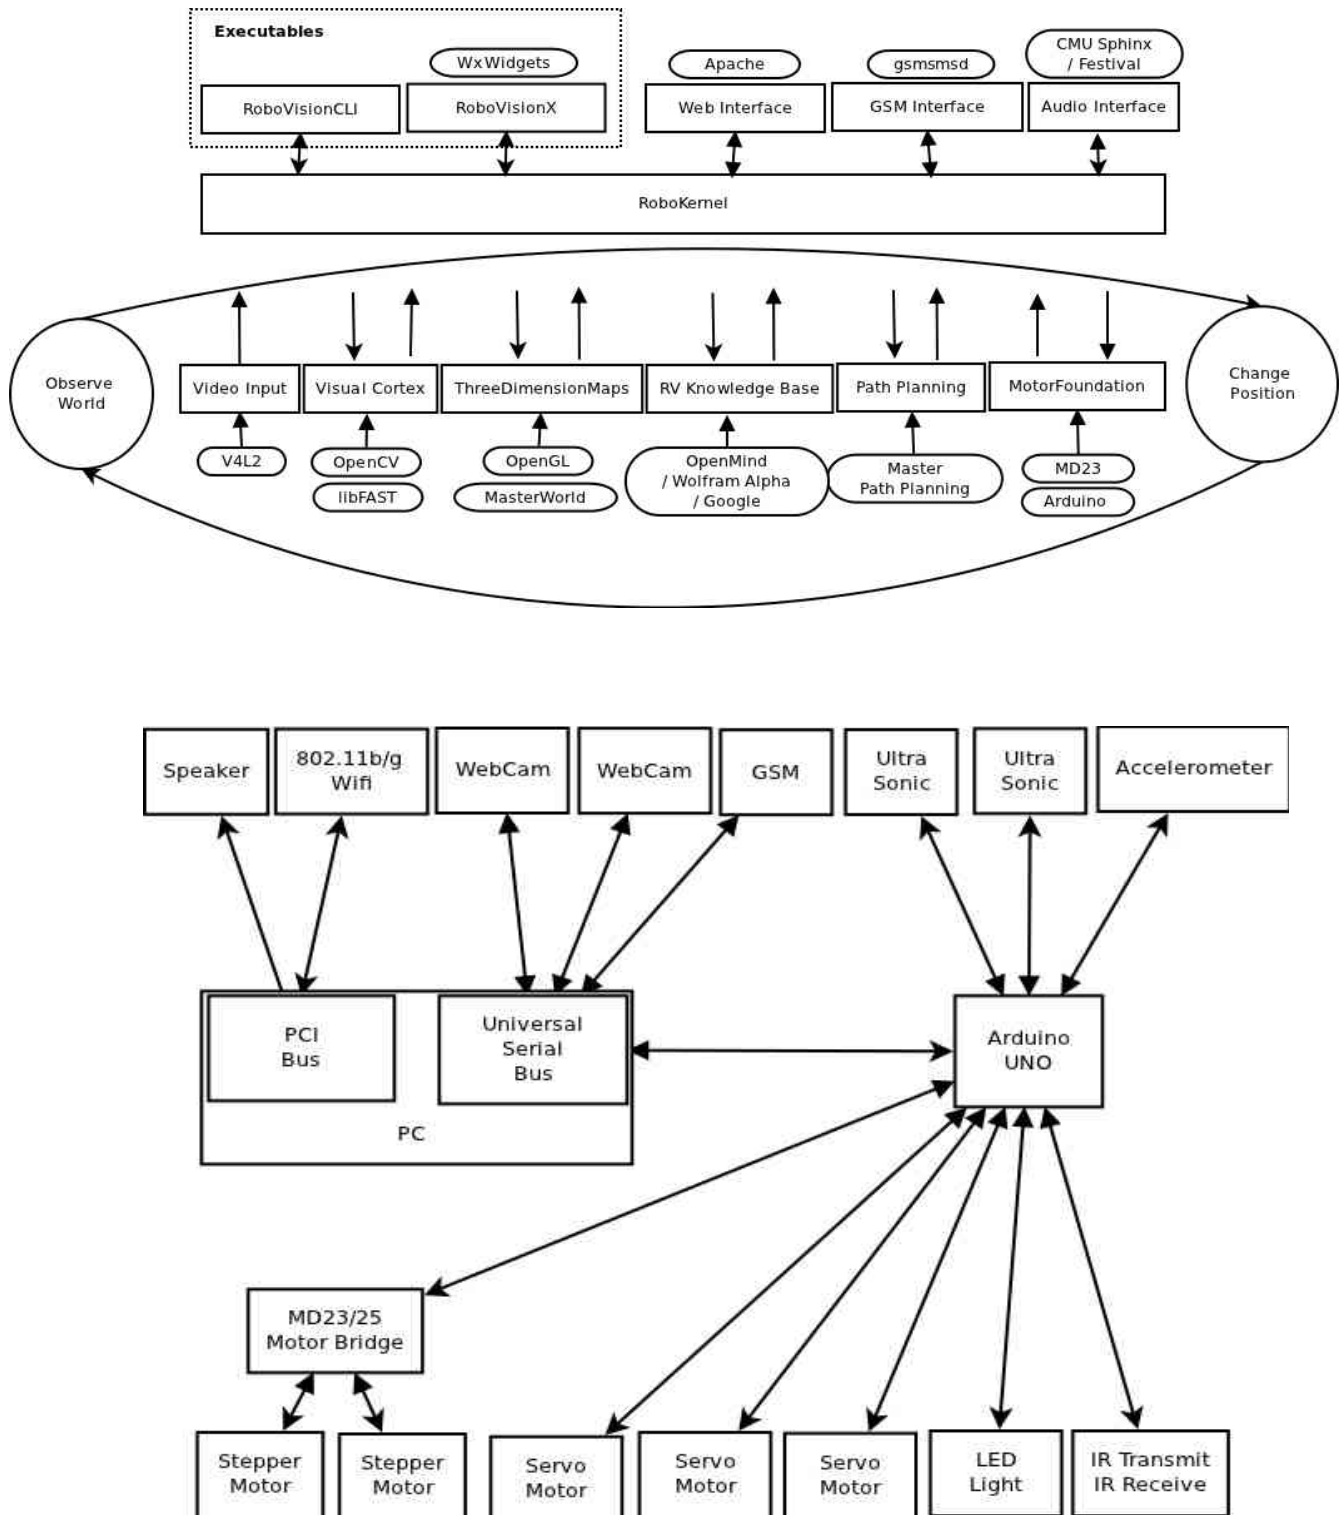 Executables
WxWidgets
Apache
gsmsmsd
CMU Sphinx
/ Festival
RoboVisionCLI
RoboVisionX
Web Interface
GSM Interface
Audio Interface
RoboKernel
Observe
World
Video Input
Visual Cortex
ThreeDimensionMaps
RV Knowledge Base
Path Planning
MotorFoundation
Change
Position
V4L2
OpenCV
libFAST
OpenGL
MasterWorld
OpenMind
/ Wolfram Alpha
/ Google
Master
Path Planning
MD23
Arduino
Speaker
802.11b/g
Wifi
WebCam
WebCam
GSM
Ultra
Sonic
Ultra
Sonic
Accelerometer
PCI
Bus
Universal
Serial
Bus
PC
Arduino
UNO
MD23/25
Motor Bridge
Stepper
Motor
Stepper
Motor
Servo
Motor
Servo
Motor
Servo
Motor
LED
Light
IR Transmit
IR Receive